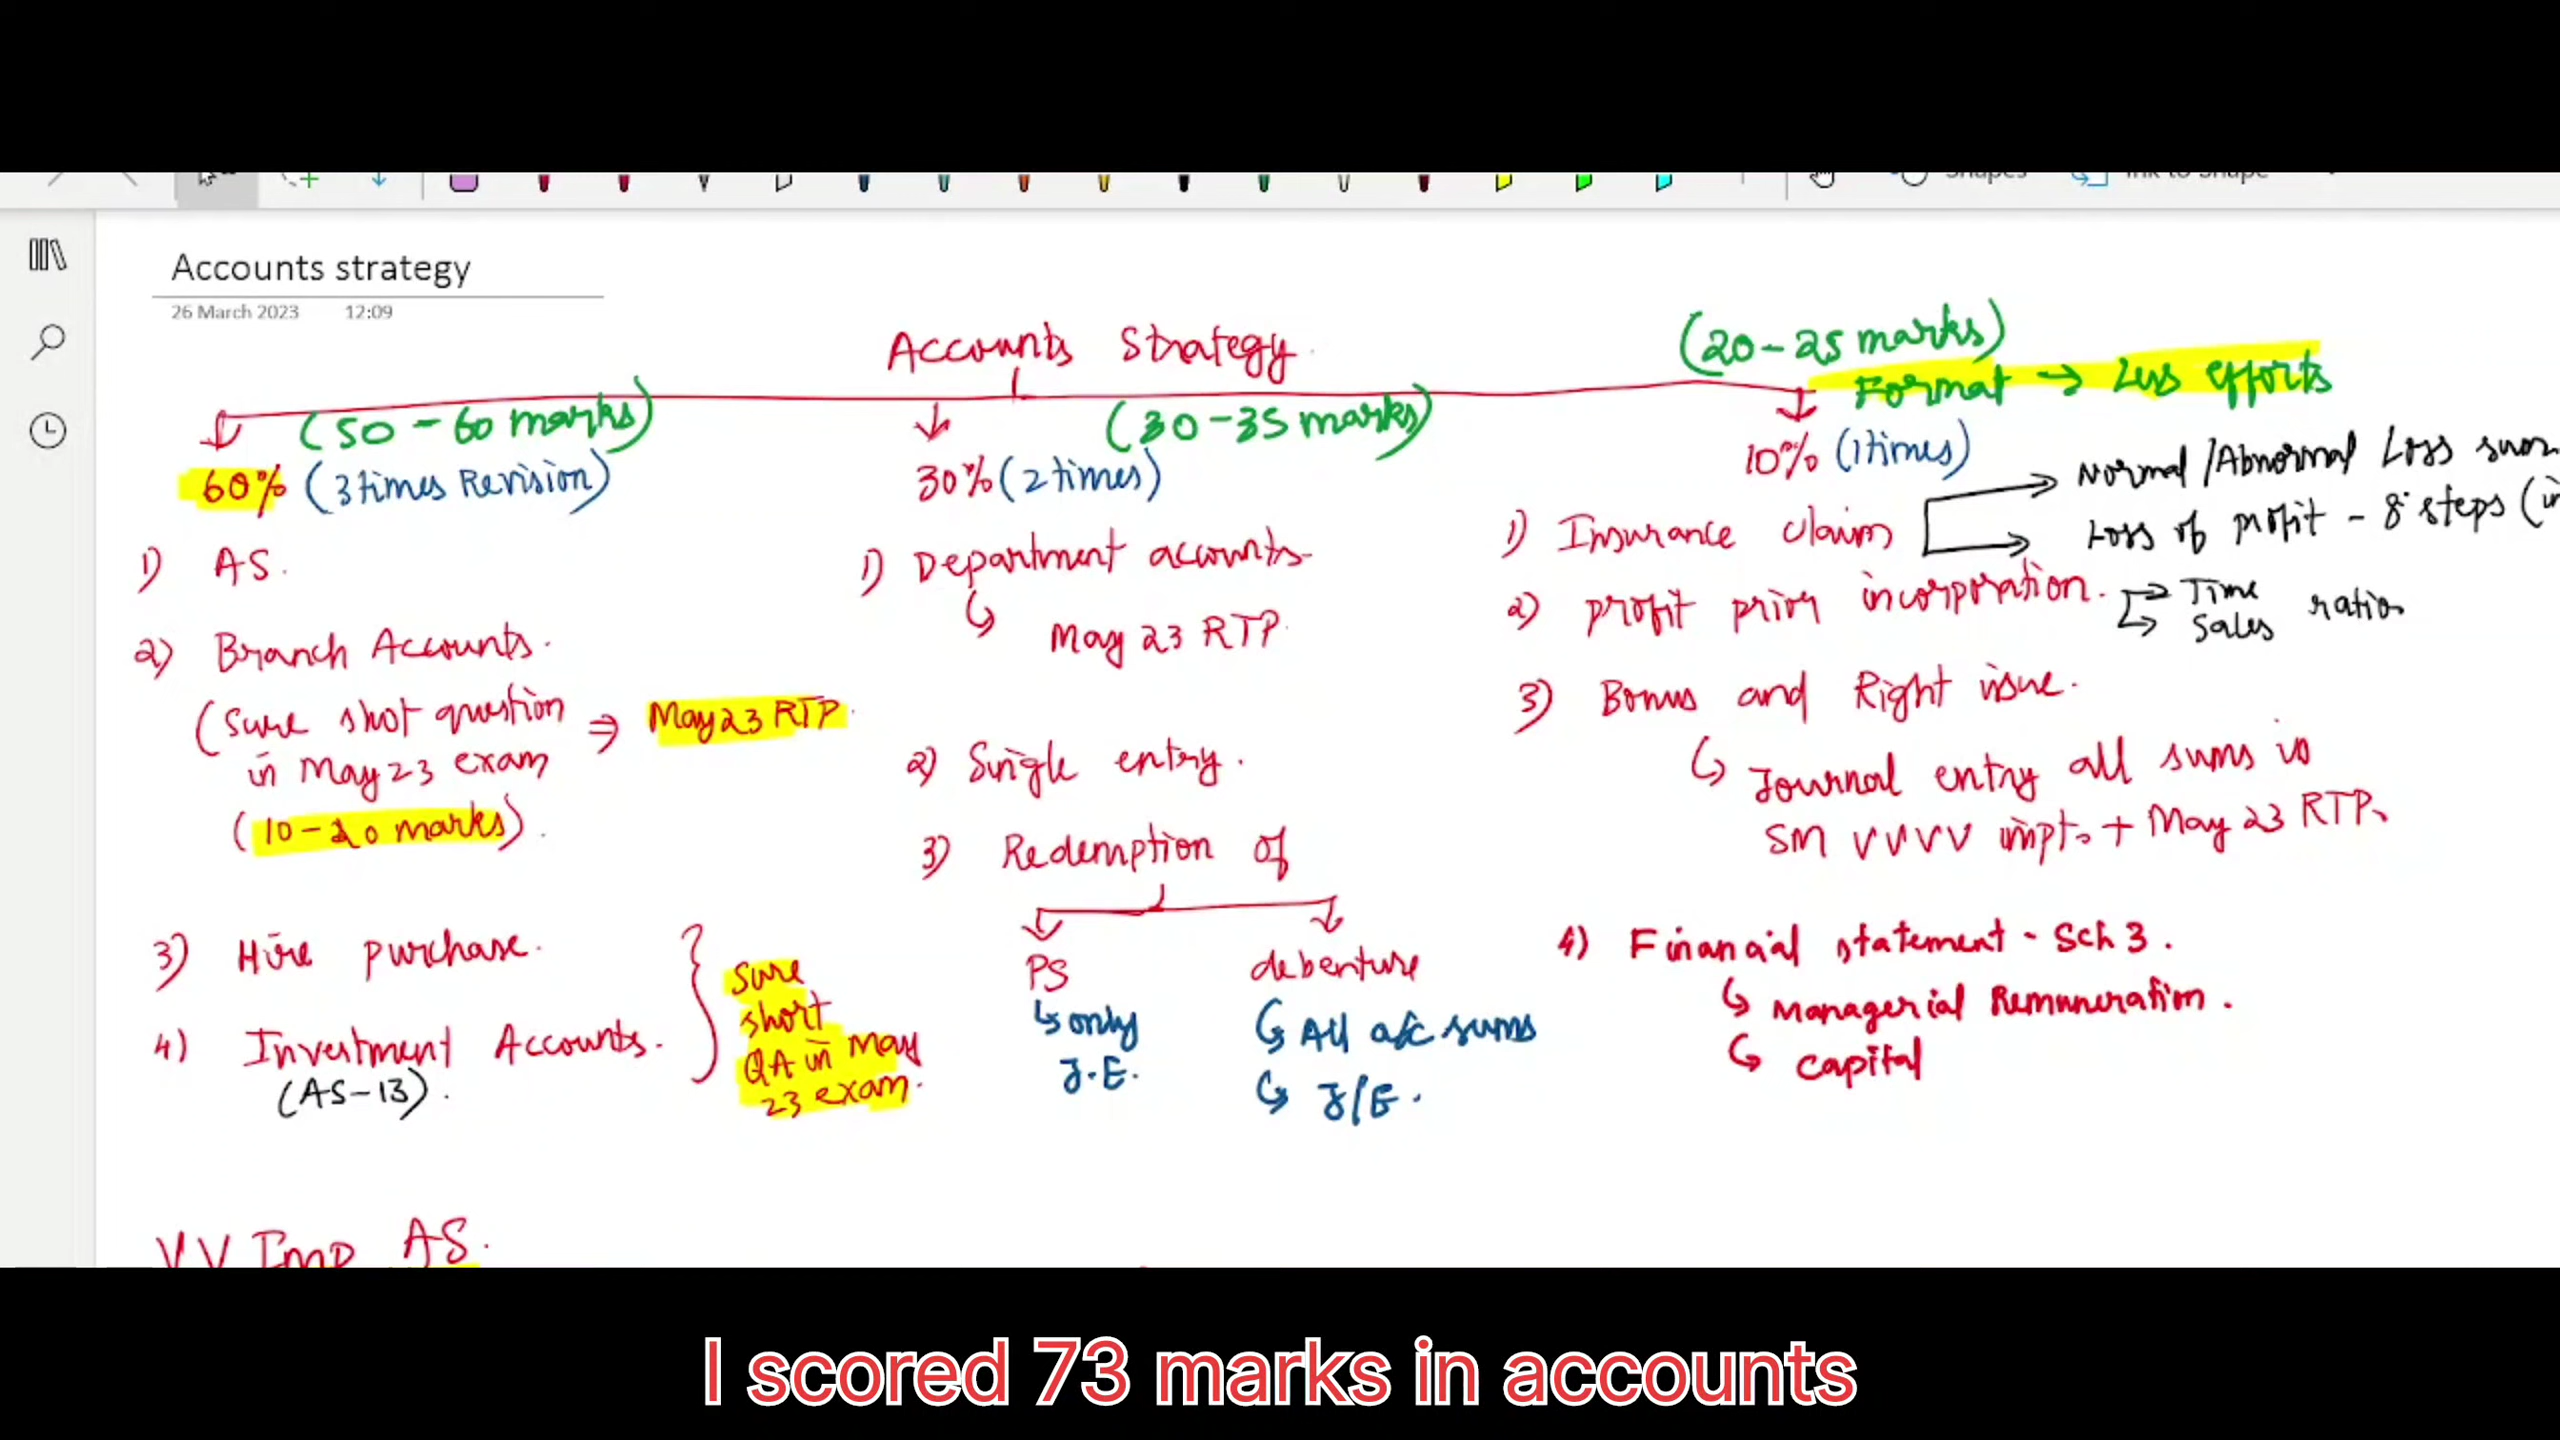 Accounts strategy
26 March 2023 12:09
Accounts Strategy
(50 - 60 marks)
60% (3 times Revision)
1) AS.
2) Branch Accounts.
(Sure shot question ⇒ May 23 RTP.
in May 23 exam
(10-20 marks).
3) Hire purchase.
4) Investment Accounts.
(AS-13).
Sure
short
QA in May
23 exam.
(30-35 marks)
30% (2 times)
1) Department accounts
May 23 RTP.
2) Single entry.
3) Redemption of
PS
only
J.E.
debenture
All a/c sums
J/E.
(20-25 marks)
Format → Less efforts
10% (1 times)
1) Insurance claim
Normal /Abnormal Loss
Loss of profit - 8 steps
2) profit prior incorporation.
Time
Sales ratio
3) Bonus and Right issue.
Journal entry all sums in
SM VVVV impt. + May 23 RTP.
4) Financial statement - Sch 3.
Managerial Remuneration.
capital
VV Imp AS.
I scored 73 marks in accounts